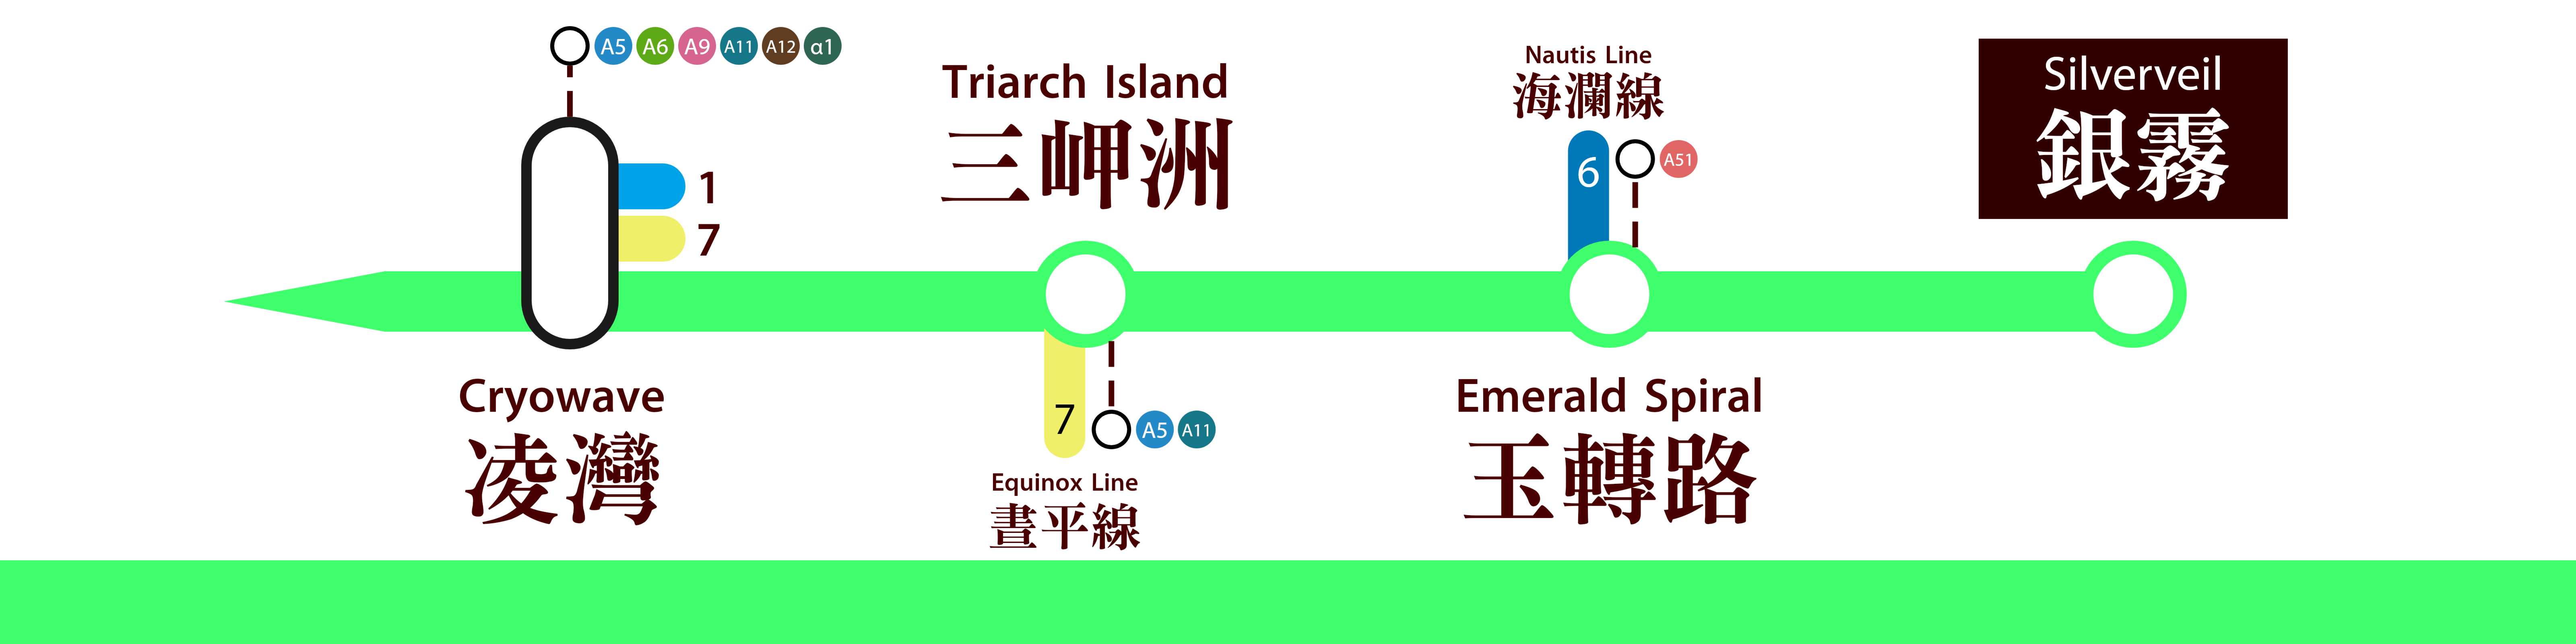 A5 A6 A9 A11 A12 α1
1
7
Cryowave
凌灣
Triarch Island
三岬洲
7
A5 A11
Equinox Line
晝平線
Nautis Line
海瀾線
6
A51
Emerald Spiral
玉轉路
Silverveil
銀霧